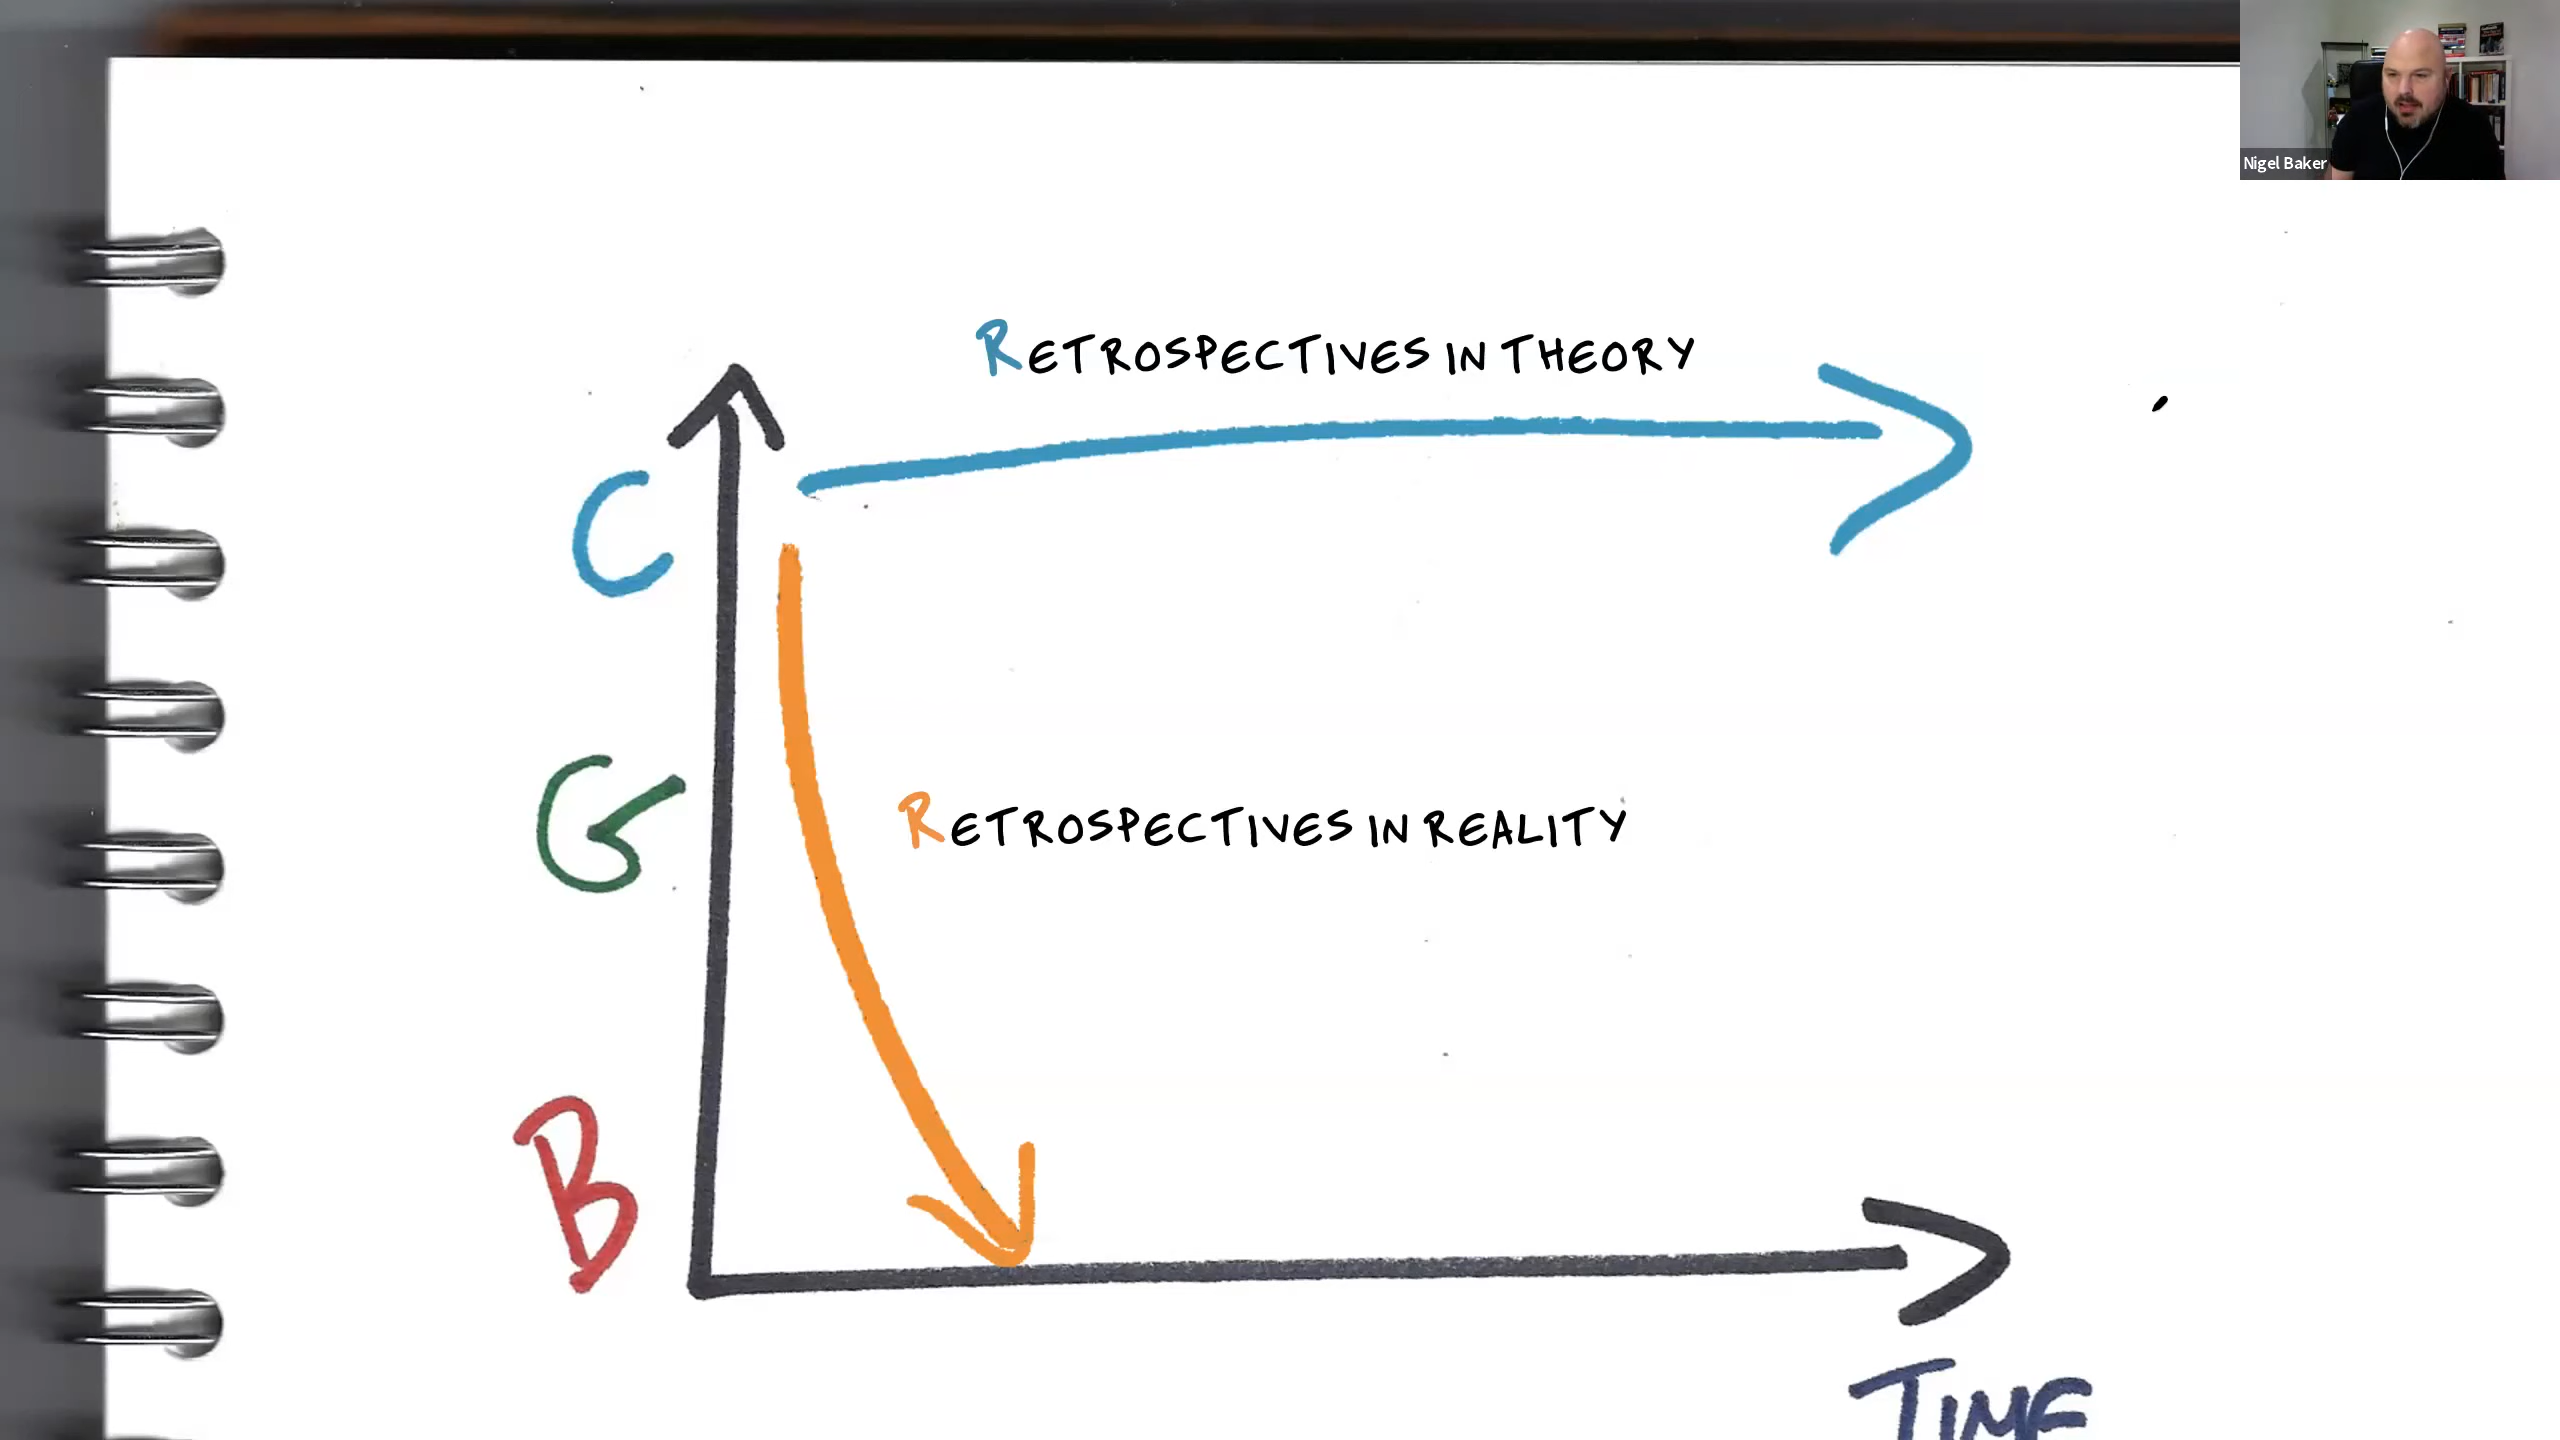 Nigel Baker
RETROSPECTIVES IN THEORY
C
G
RETROSPECTIVES IN REALITY
B
TIME